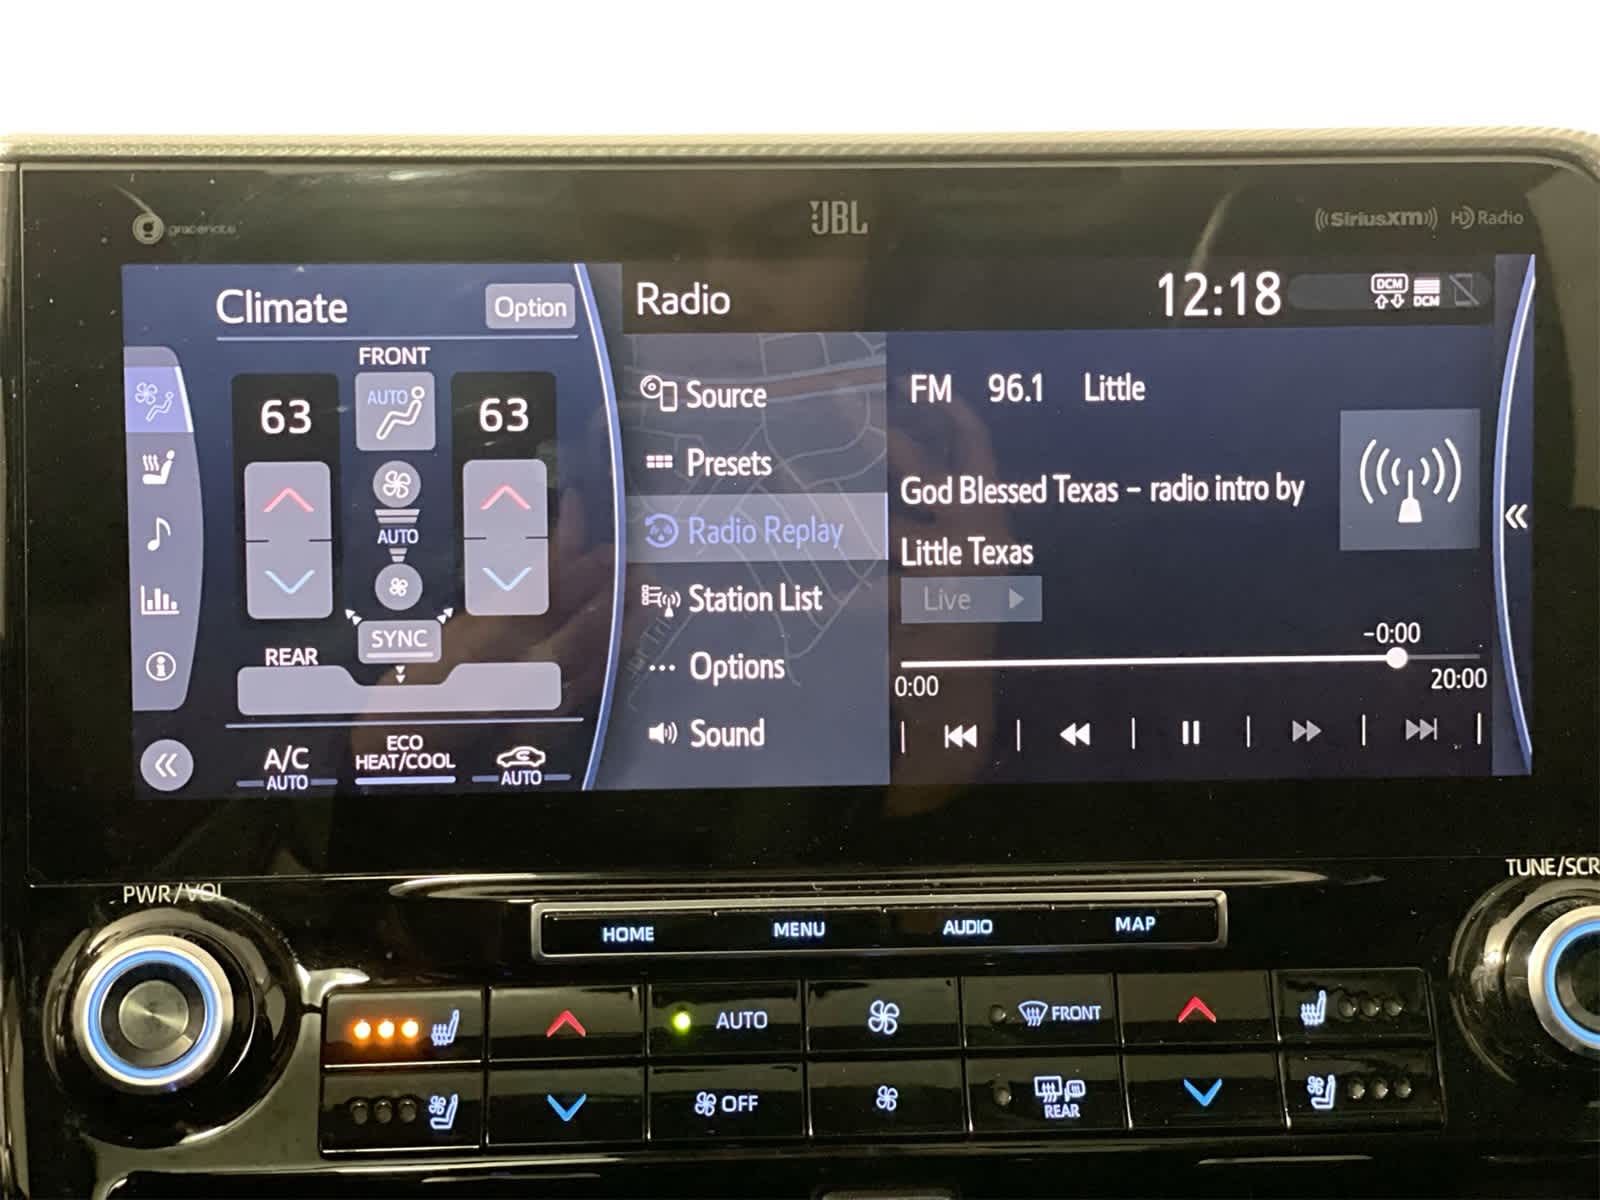 gracenote
JBL
SiriusXM
HD Radio
Climate
Option
Radio
12:18
DCM
DCM
FRONT
63
AUTO
63
AUTO
SYNC
REAR
A/C
AUTO
ECO
HEAT/COOL
AUTO
Source
Presets
Radio Replay
Station List
Options
Sound
FM 96.1 Little
God Blessed Texas – radio intro by
Little Texas
Live
-0:00
0:00
20:00
PWR/VOL
TUNE/SCR
HOME
MENU
AUDIO
MAP
AUTO
FRONT
OFF
REAR